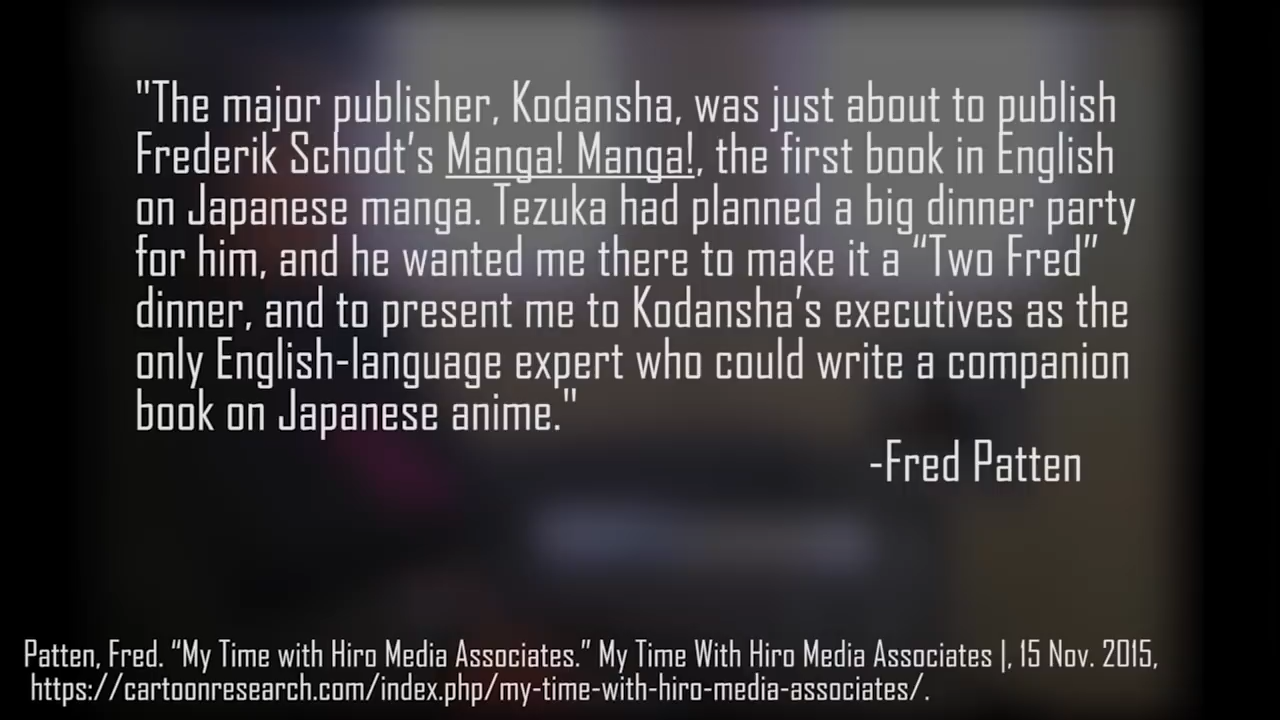 "The major publisher, Kodansha, was just about to publish
Frederik Schodt’s Manga! Manga!, the first book in English
on Japanese manga. Tezuka had planned a big dinner party
for him, and he wanted me there to make it a “Two Fred”
dinner, and to present me to Kodansha’s executives as the
only English-language expert who could write a companion
book on Japanese anime."
-Fred Patten
Patten, Fred. “My Time with Hiro Media Associates.” My Time With Hiro Media Associates |, 15 Nov. 2015,
https://cartoonresearch.com/index.php/my-time-with-hiro-media-associates/.